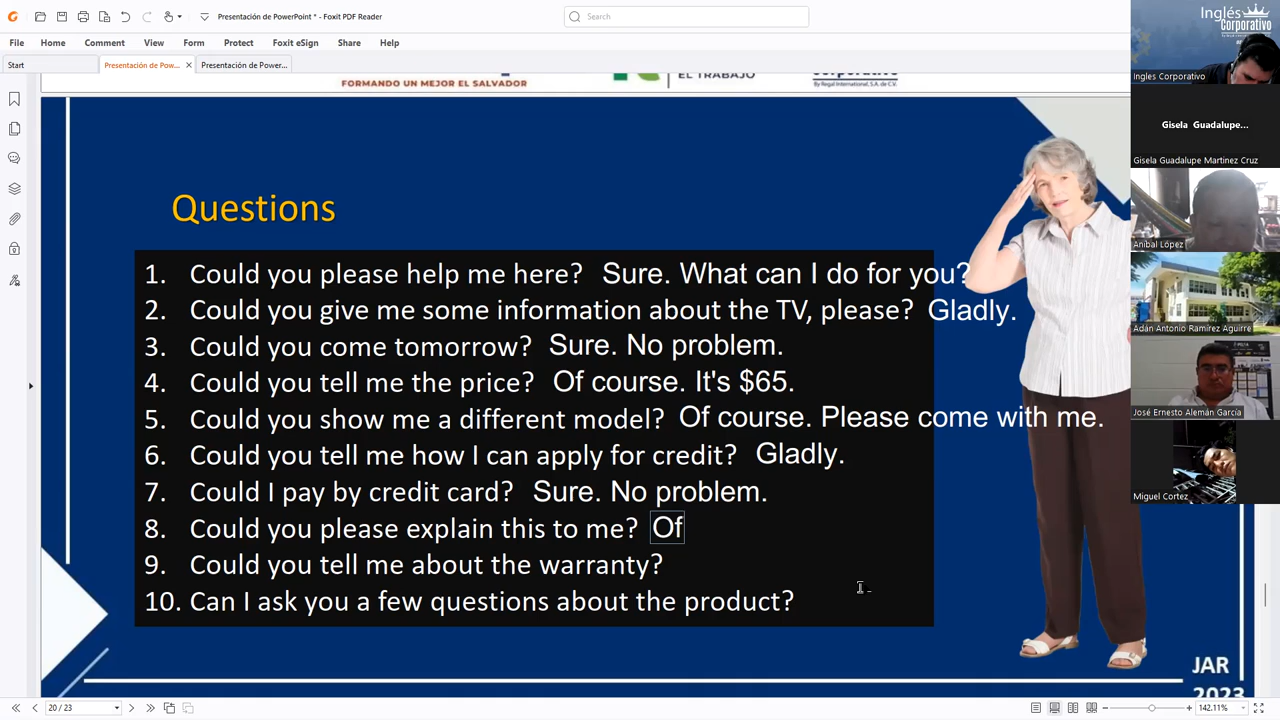 Presentación de PowerPoint * - Foxit PDF Reader
Search
File Home Comment View Form Protect Foxit eSign Share Help
Start
Presentación de Pow...
Presentación de Power...
FORMANDO UN MEJOR EL SALVADOR
EL TRABAJO
By Regal International, S.A. de C.V.
Questions
1. Could you please help me here? Sure. What can I do for you?
2. Could you give me some information about the TV, please? Gladly.
3. Could you come tomorrow? Sure. No problem.
4. Could you tell me the price? Of course. It's $65.
5. Could you show me a different model? Of course. Please come with me.
6. Could you tell me how I can apply for credit? Gladly.
7. Could I pay by credit card? Sure. No problem.
8. Could you please explain this to me? Of
9. Could you tell me about the warranty?
10. Can I ask you a few questions about the product?
JAR
2023
Inglés
Corporativo
Ingles Corporativo
Gisela Guadalupe...
Gisela Guadalupe Martinez Cruz
Anibal López
Adán Antonio Ramírez Aguirre
José Ernesto Alemán García
Miguel Cortez
20 / 23
142.11%